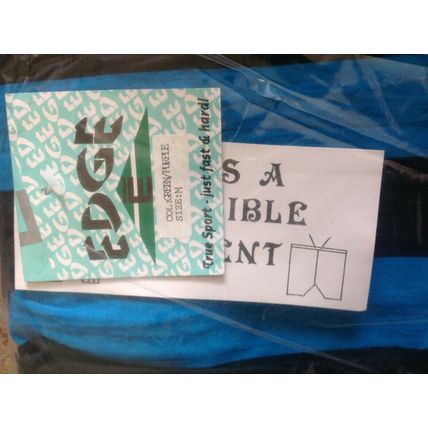 EDGE
E
COL:GREEN/PURPLE
SIZE:M
True Sport - just fast & hard!
S A
IBLE
ENT